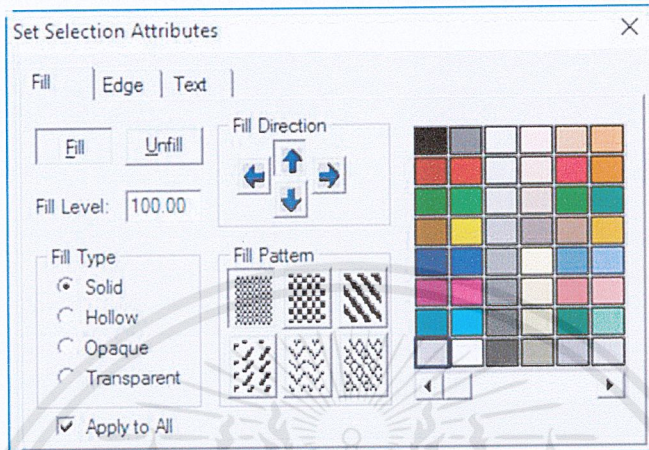 Set Selection Attributes
Fill Edge Text
Fill Unfill
Fill Direction
Fill Level: 100.00
Fill Type
Solid
Hollow
Opaque
Transparent
Fill Pattern
Apply to All